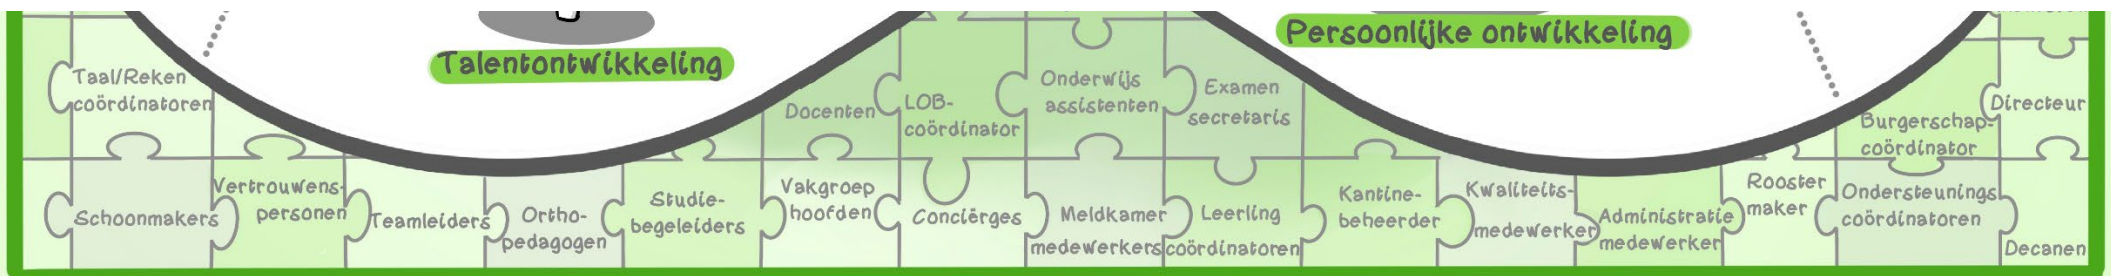 Talentontwikkeling
Persoonlijke ontwikkeling
Taal/Reken
coördinatoren
Docenten
LOB-
coördinator
Onderwijs
assistenten
Examen
secretaris
Burgerschap-
coördinator
Directeur
Schoonmakers
Vertrouwens-
personen
Teamleiders
Ortho-
pedagogen
Studie-
begeleiders
Vakgroep
hoofden
Conciërges
Meldkamer
medewerkers
Leerling
coördinatoren
Kantine-
beheerder
Kwaliteits-
medewerker
Administratie
medewerker
Rooster
maker
Ondersteunings
coördinatoren
Decanen